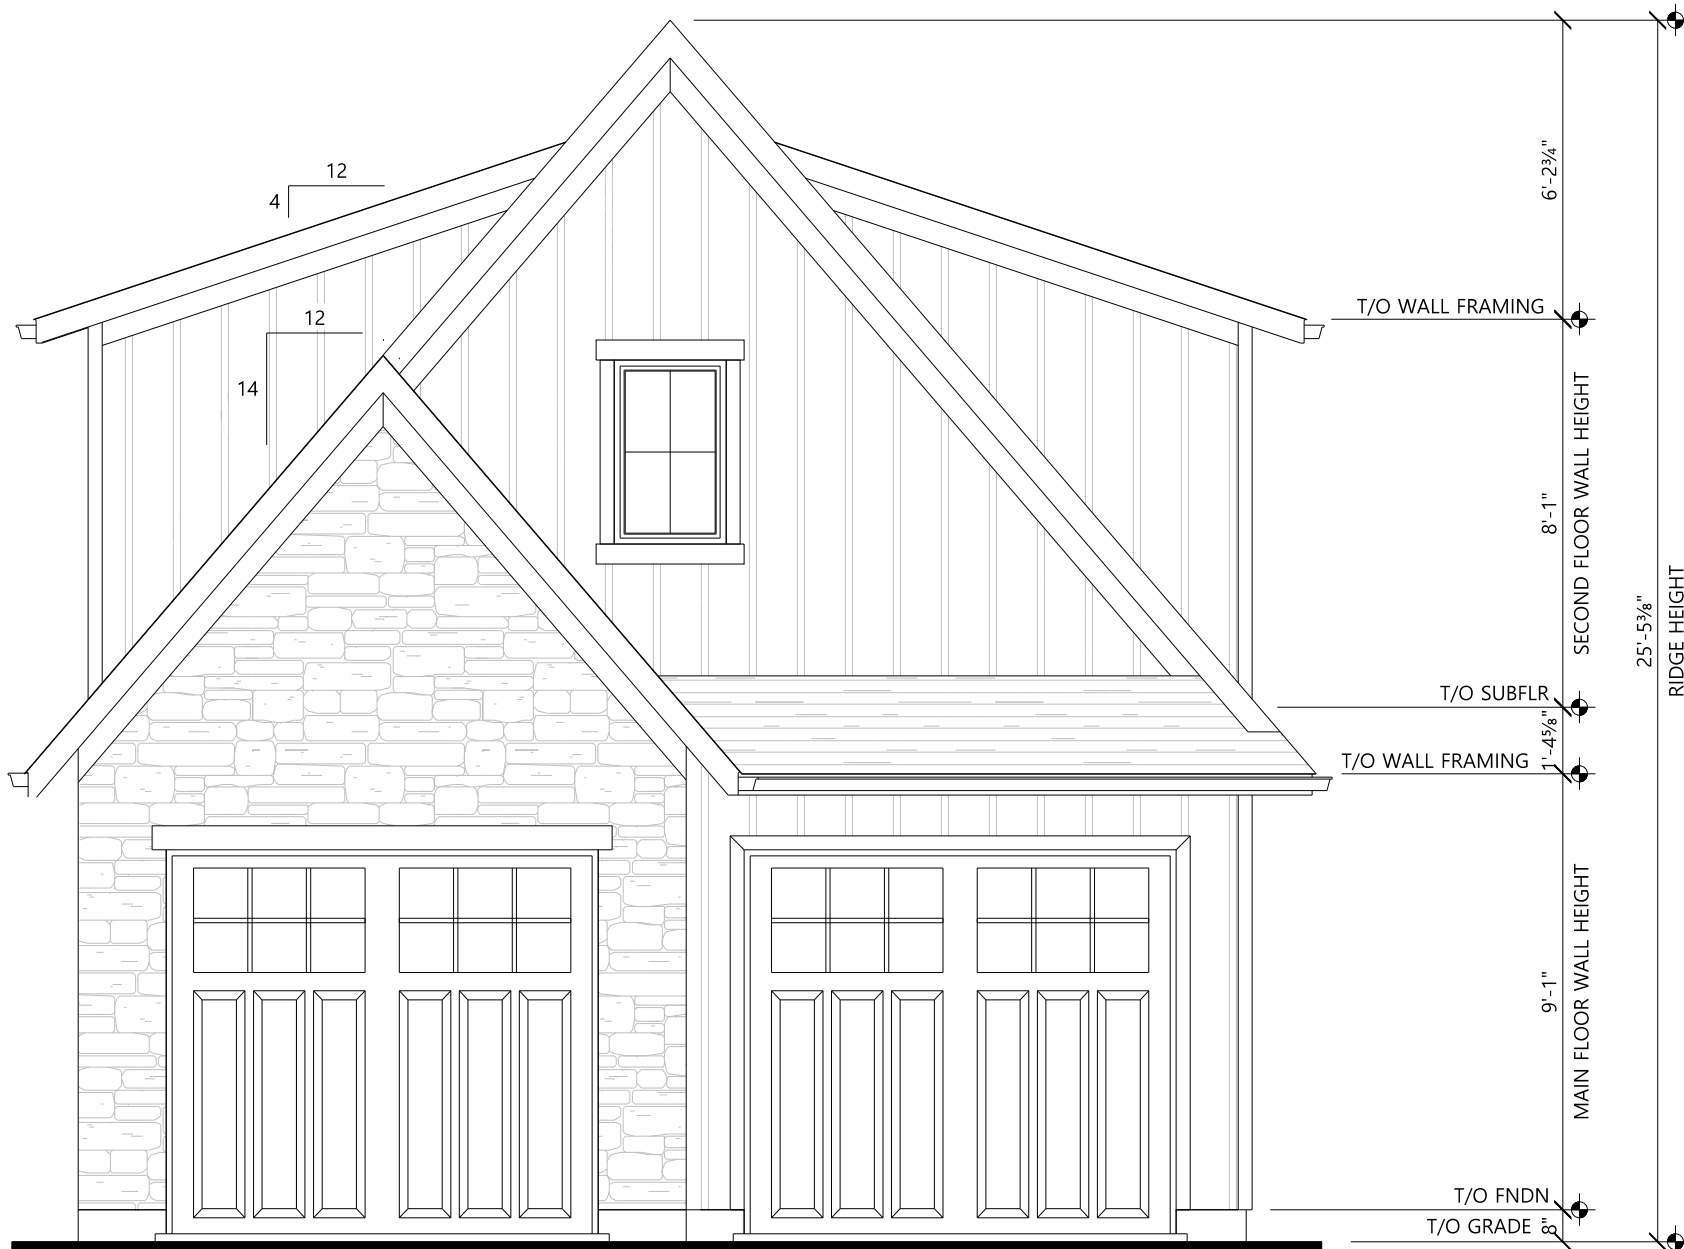 12
4
6'-2¾"
T/O WALL FRAMING
12
14
SECOND FLOOR WALL HEIGHT
8'-1"
25'-5⅜"
RIDGE HEIGHT
T/O SUBFLR
1'-4⅝"
T/O WALL FRAMING
MAIN FLOOR WALL HEIGHT
9'-1"
T/O FNDN
T/O GRADE
8"